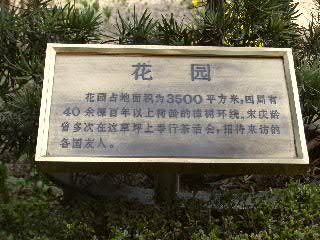 花园
花园占地面积为3500平方米，四周有
40余棵百年以上树龄的樟树环绕。宋庆龄
曾多次在这草坪上举行茶话会，招待来访的
各国友人。